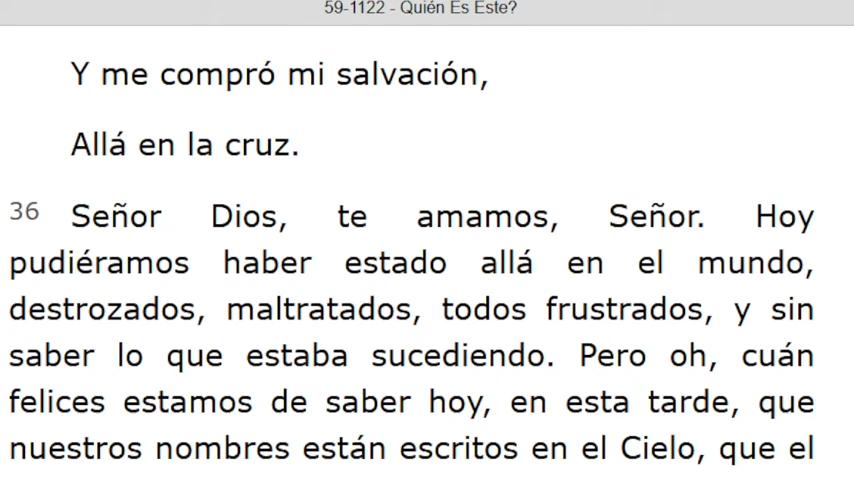 59-1122 - Quién Es Este?
Y me compró mi salvación,
Allá en la cruz.
36 Señor Dios, te amamos, Señor. Hoy
pudiéramos haber estado allá en el mundo,
destrozados, maltratados, todos frustrados, y sin
saber lo que estaba sucediendo. Pero oh, cuán
felices estamos de saber hoy, en esta tarde, que
nuestros nombres están escritos en el Cielo, que el